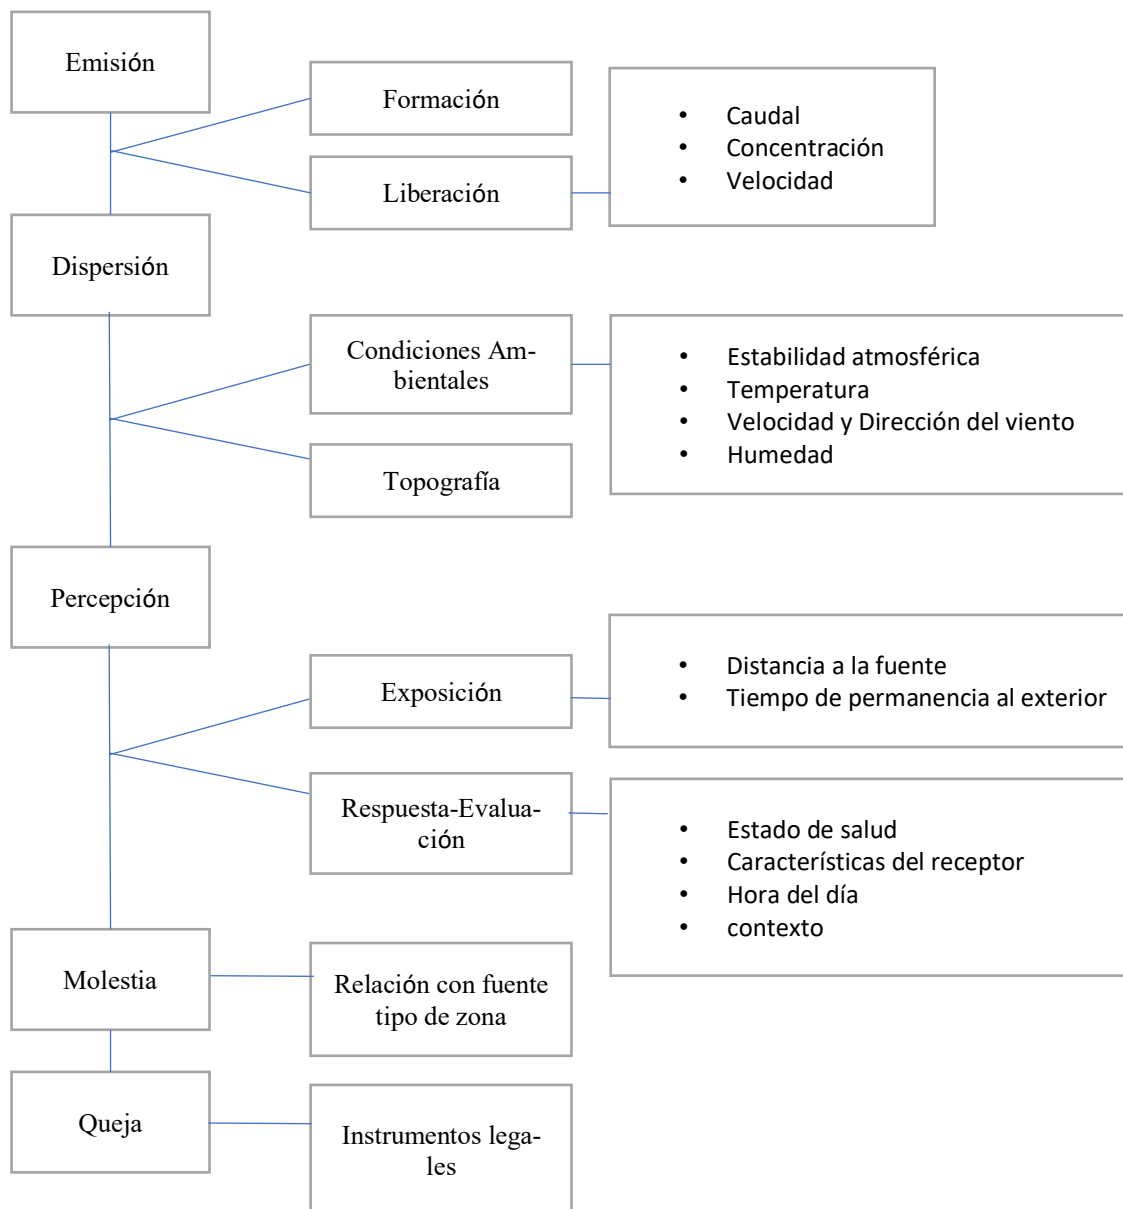 Emisión
Formación
• Caudal
• Concentración
• Velocidad
Liberación
Dispersión
Condiciones Am-
bientales
• Estabilidad atmosférica
• Temperatura
• Velocidad y Dirección del viento
• Humedad
Topografía
Percepción
Exposición
• Distancia a la fuente
• Tiempo de permanencia al exterior
Respuesta-Evalua-
ción
• Estado de salud
• Características del receptor
• Hora del día
• contexto
Molestia
Relación con fuente
tipo de zona
Queja
Instrumentos lega-
les